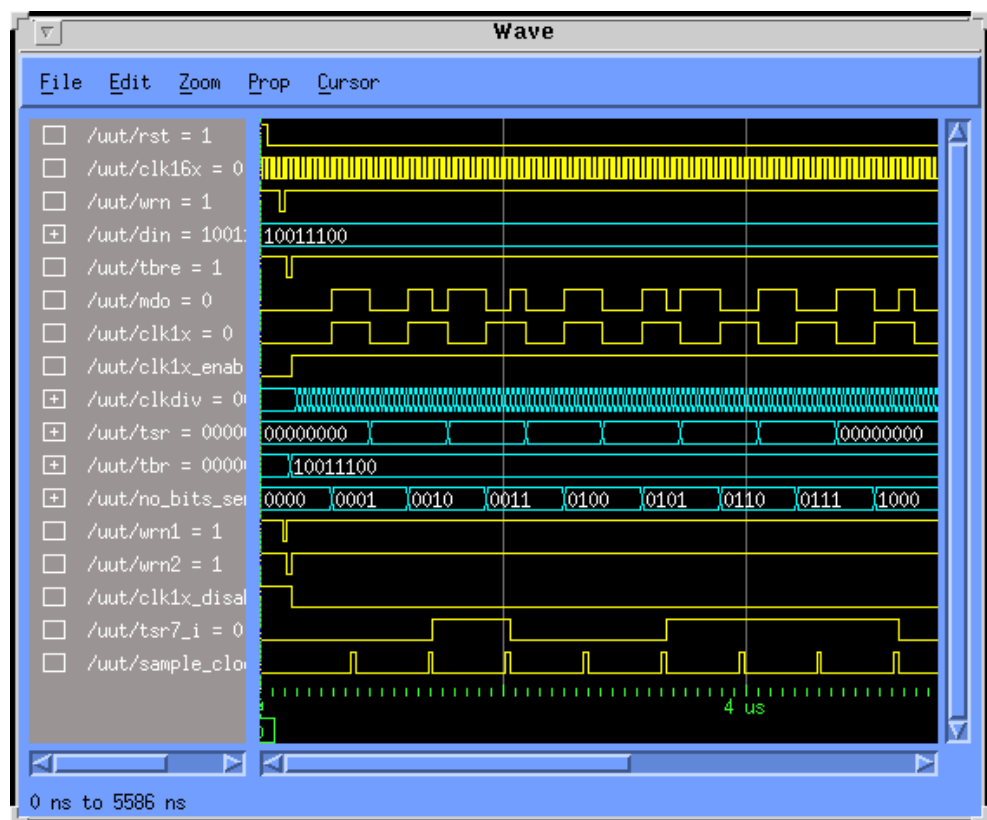 Wave
File Edit Zoom Prop Cursor
/uut/rst = 1
/uut/clk16x = 0
/uut/wrn = 1
/uut/din = 1001 10011100
/uut/tbre = 1
/uut/mdo = 0
/uut/clk1x = 0
/uut/clk1x_enab
/uut/clkdiv = 0
/uut/tsr = 0000 00000000 00000000
/uut/tbr = 0000 10011100
/uut/no_bits_se 0000 0001 0010 0011 0100 0101 0110 0111 1000
/uut/wrn1 = 1
/uut/wrn2 = 1
/uut/clk1x_disa
/uut/tsr7_i = 0
/uut/sample_clo
4 us
0 ns to 5586 ns